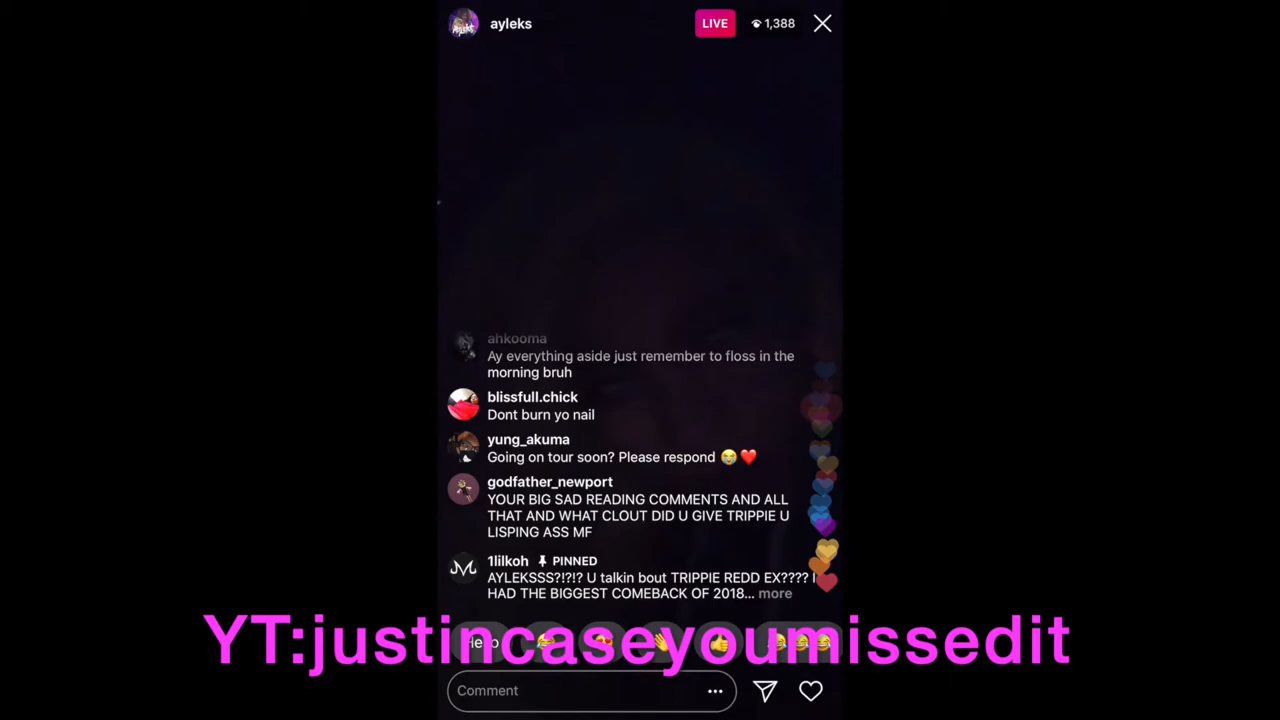 ayleks
LIVE
1,388
ahkooma
Ay everything aside just remember to floss in the
morning bruh
blissfull.chick
Dont burn yo nail
yung_akuma
Going on tour soon? Please respond 😭❤️
godfather_newport
YOUR BIG SAD READING COMMENTS AND ALL
THAT AND WHAT CLOUT DID U GIVE TRIPPIE U
LISPING ASS MF
1lilkoh PINNED
AYLEKSSS?!?!? U talkin bout TRIPPIE REDD EX???? I
HAD THE BIGGEST COMEBACK OF 2018... more
YT:justincaseyoumissedit
Comment